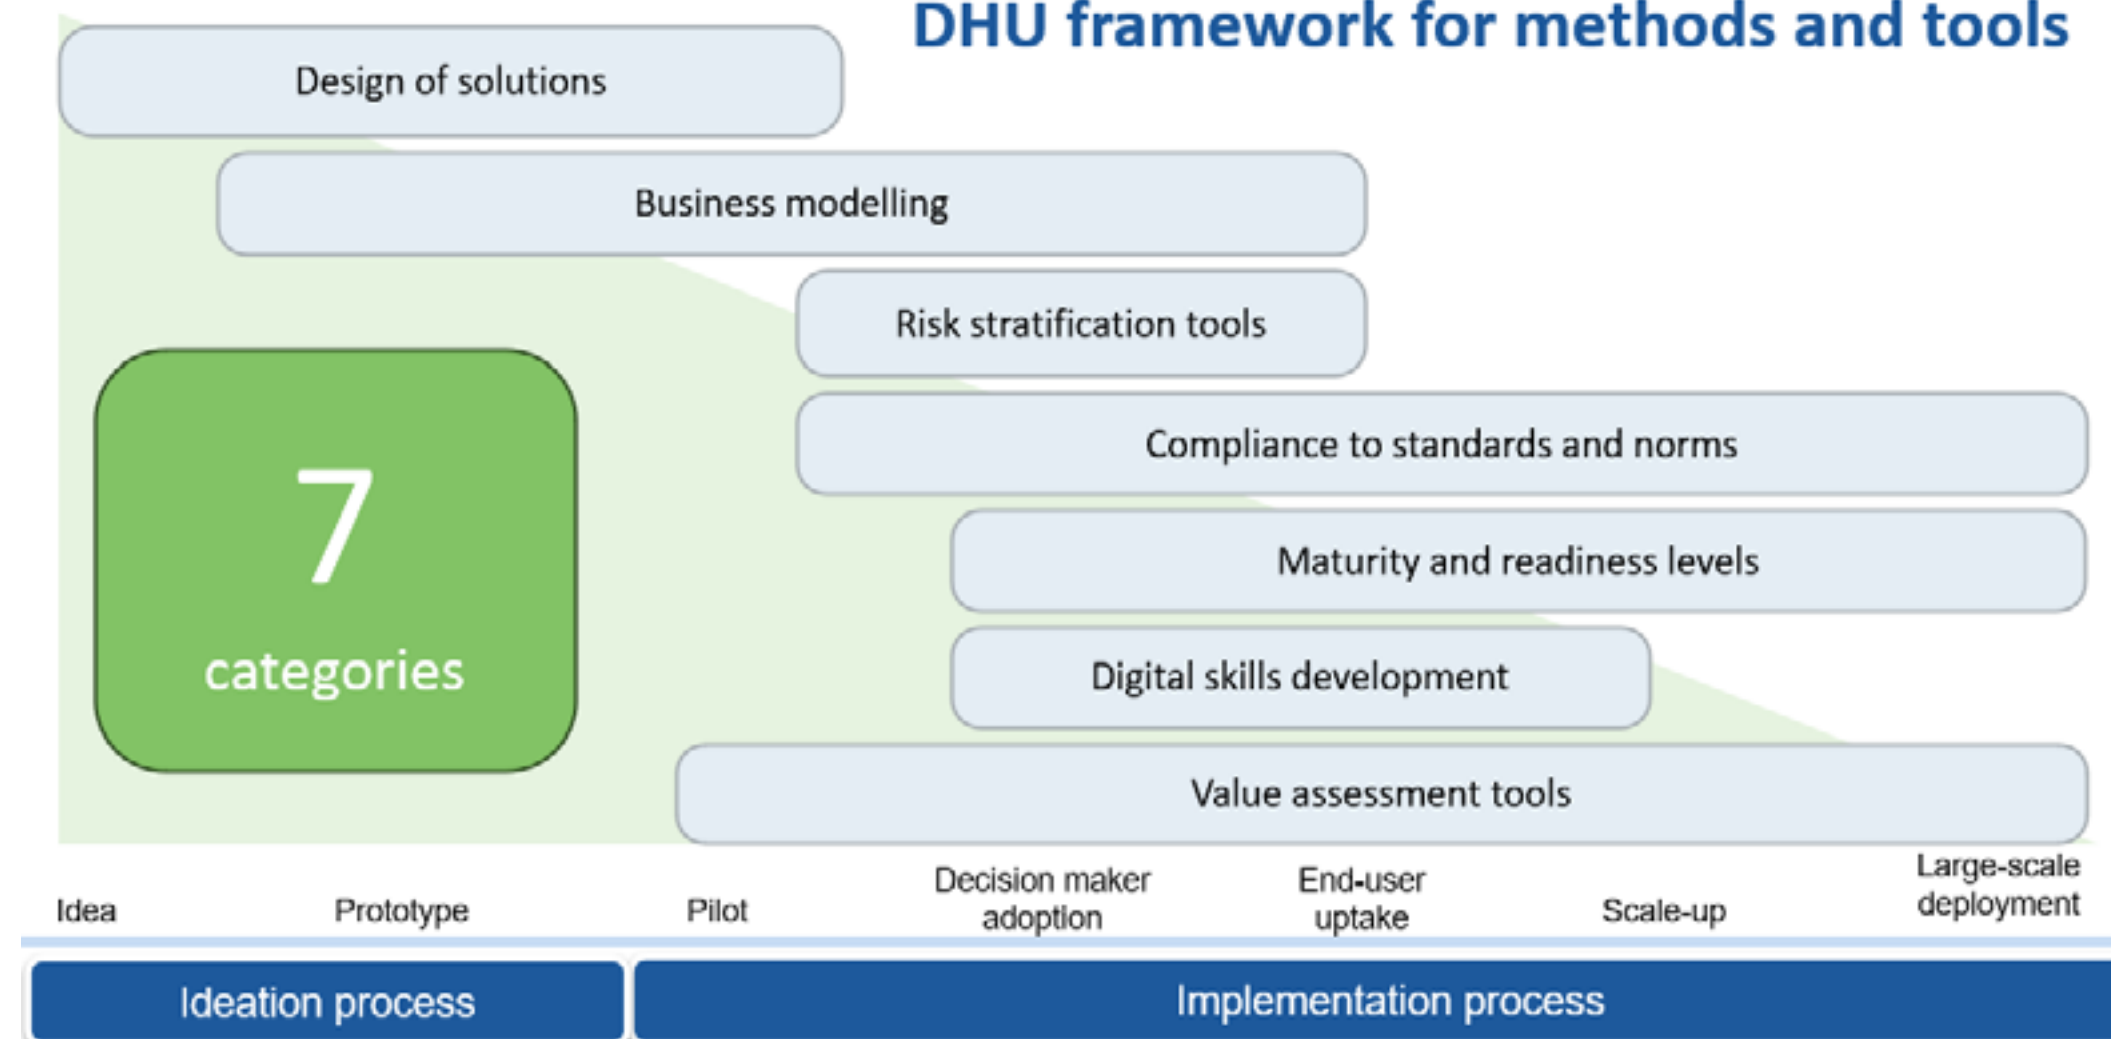 DHU framework for methods and tools
Design of solutions
Business modelling
Risk stratification tools
Compliance to standards and norms
Maturity and readiness levels
Digital skills development
Value assessment tools
7
categories
Idea
Prototype
Pilot
Decision maker
adoption
End-user
uptake
Scale-up
Large-scale
deployment
Ideation process
Implementation process